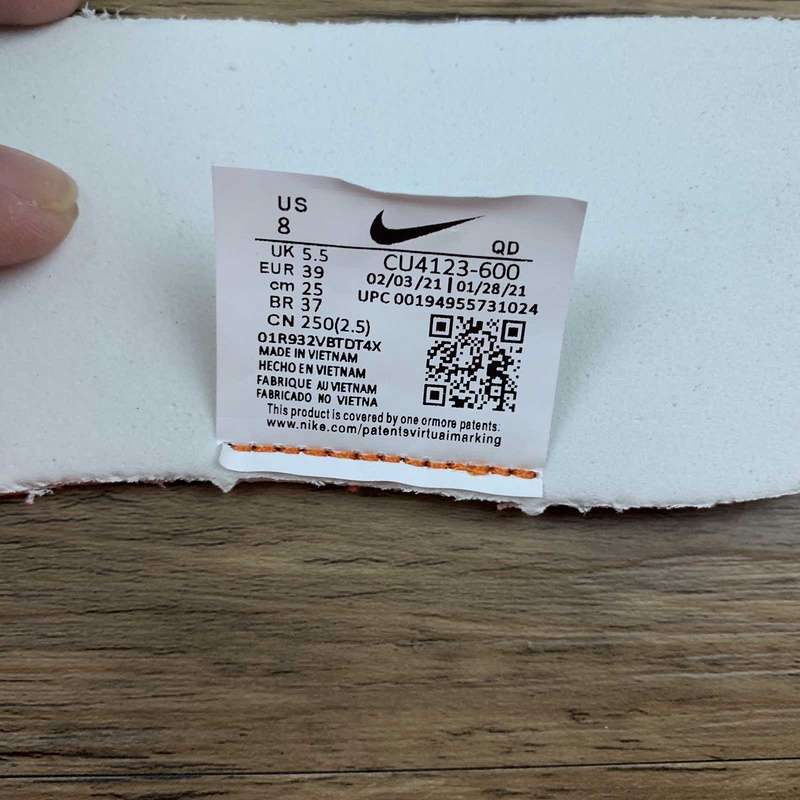 US
8
QD
UK 5.5
EUR 39
cm 25
BR 37
CN 250(2.5)
CU4123-600
02/03/21 | 01/28/21
UPC 00194955731024
01R932VBTDT4X
MADE IN VIETNAM
HECHO EN VIETNAM
FABRIQUE AU VIETNAM
FABRICADO NO VIETNA
This product is covered by one ormore patents:
www.nike.com/patentsvirtuaimarking